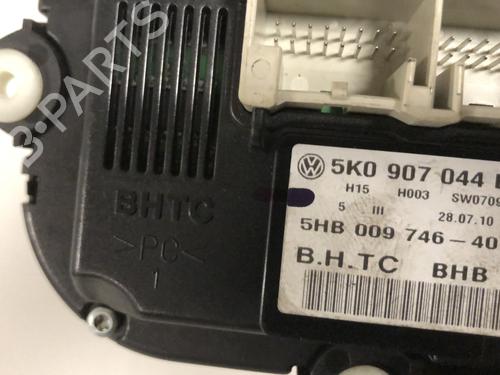 B-PARTS
5K0 907 044
H15 H003 SW0709
5 III 28.07.10
5HB 009 746-40
B.H.TC BHB
BHTC
>PC<
1